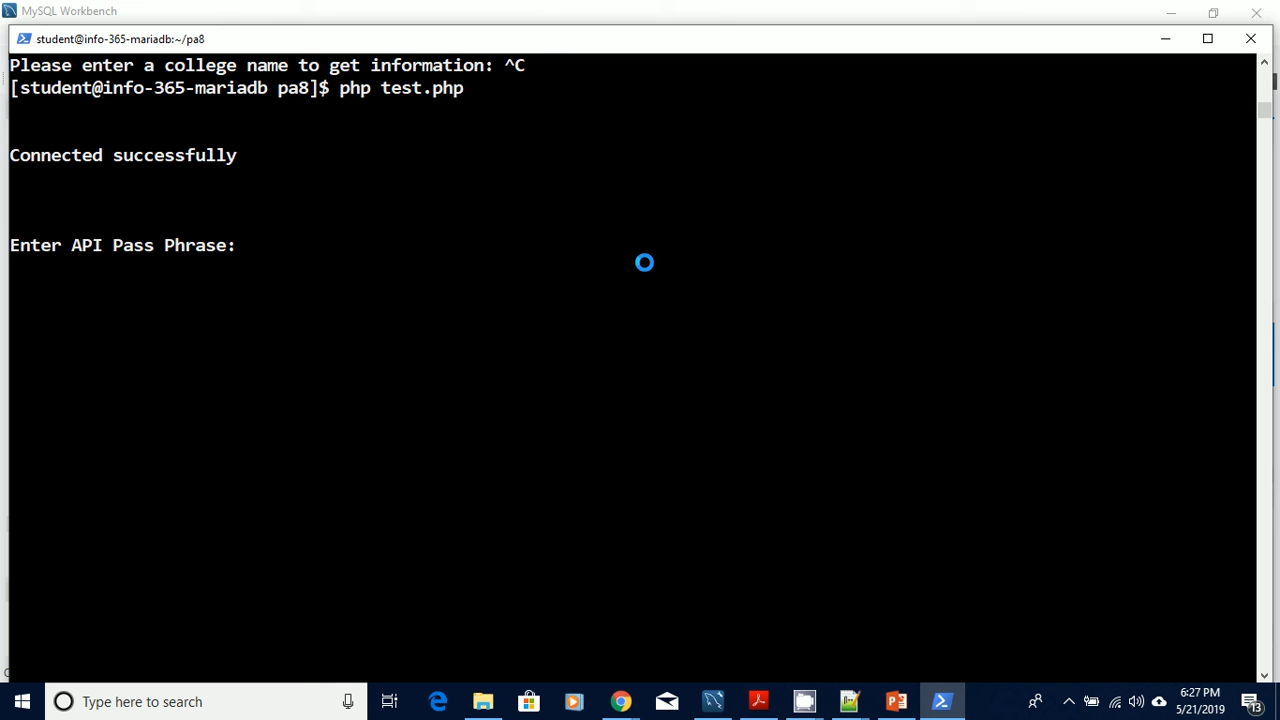 MySQL Workbench
student@info-365-mariadb:~/pa8
Please enter a college name to get information: ^C
[student@info-365-mariadb pa8]$ php test.php
Connected successfully
Enter API Pass Phrase:
Type here to search
6:27 PM
5/21/2019
13